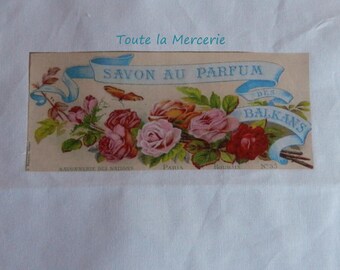 Toute la Mercerie
SAVON AU PARFUM
DES
BALKANS
PARIS